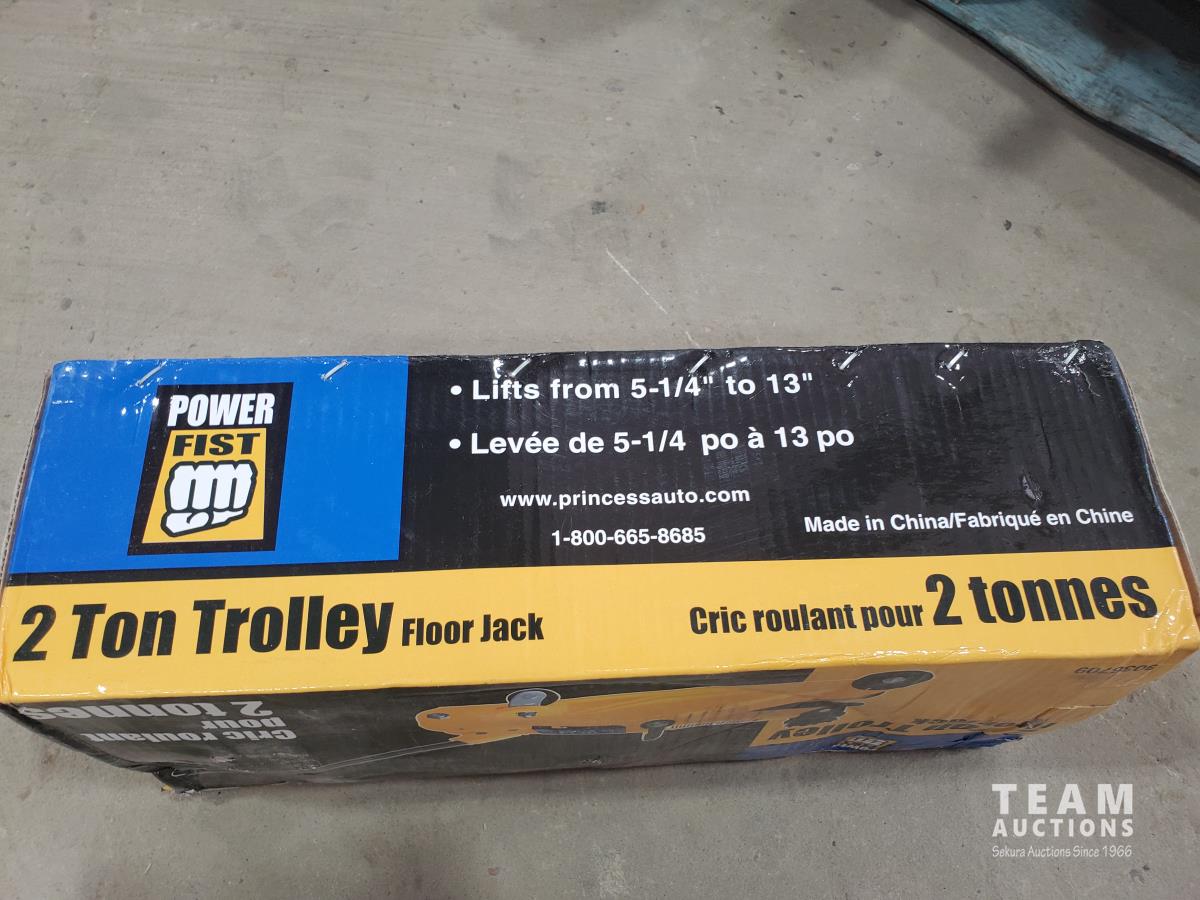 POWER
FIST
• Lifts from 5-1/4" to 13"
• Levée de 5-1/4 po à 13 po
www.princessauto.com
1-800-665-8685
Made in China/Fabriqué en Chine
2 Ton Trolley Floor Jack
Cric roulant pour 2 tonnes
Cric roulant
pour
2 tonnes
Trolley
TEAM
AUCTIONS
Sekura Auctions Since 1966